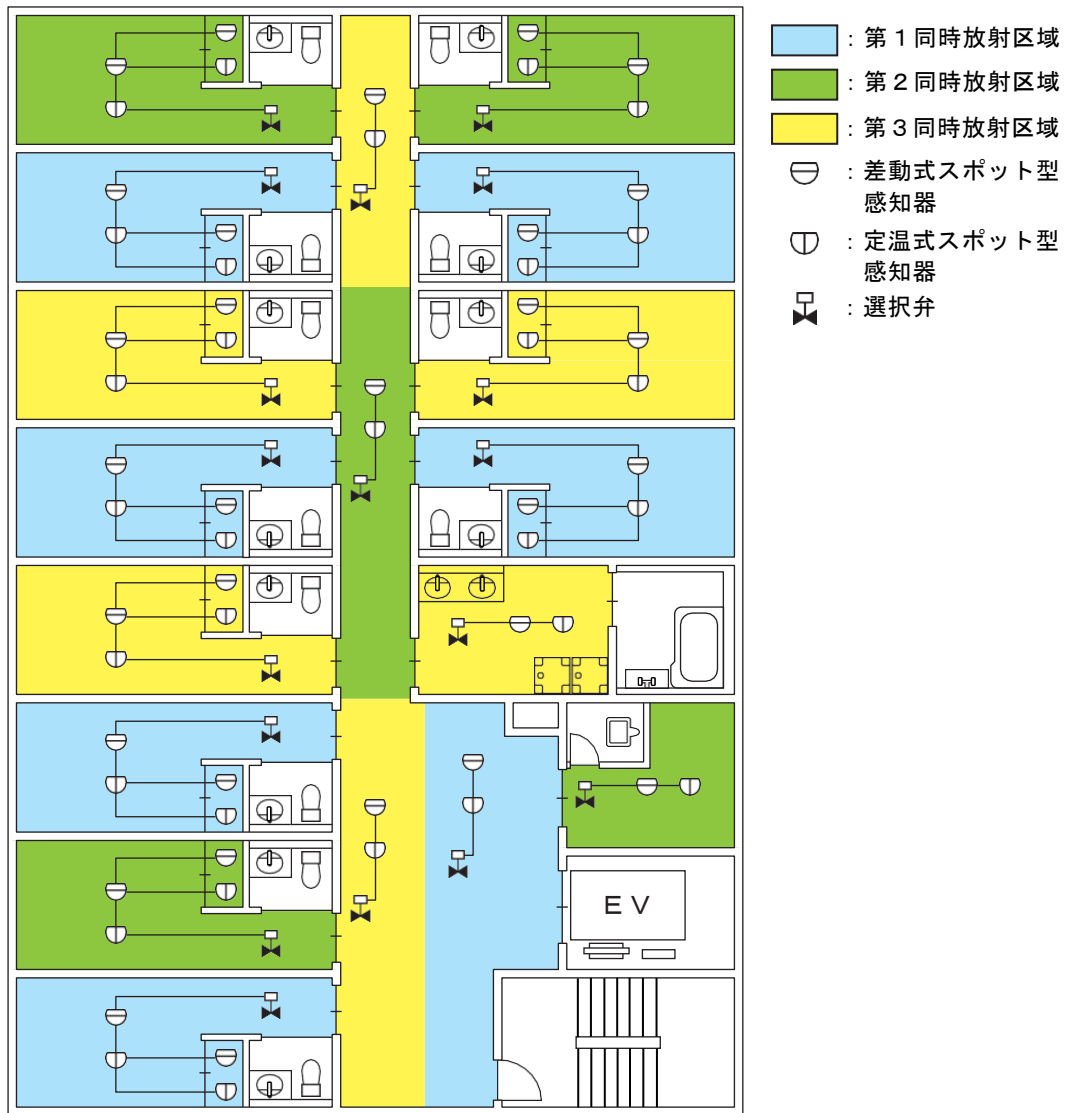 ：第１同時放射区域
：第２同時放射区域
：第３同時放射区域
：差動式スポット型
感知器
：定温式スポット型
感知器
：選択弁
ＥＶ